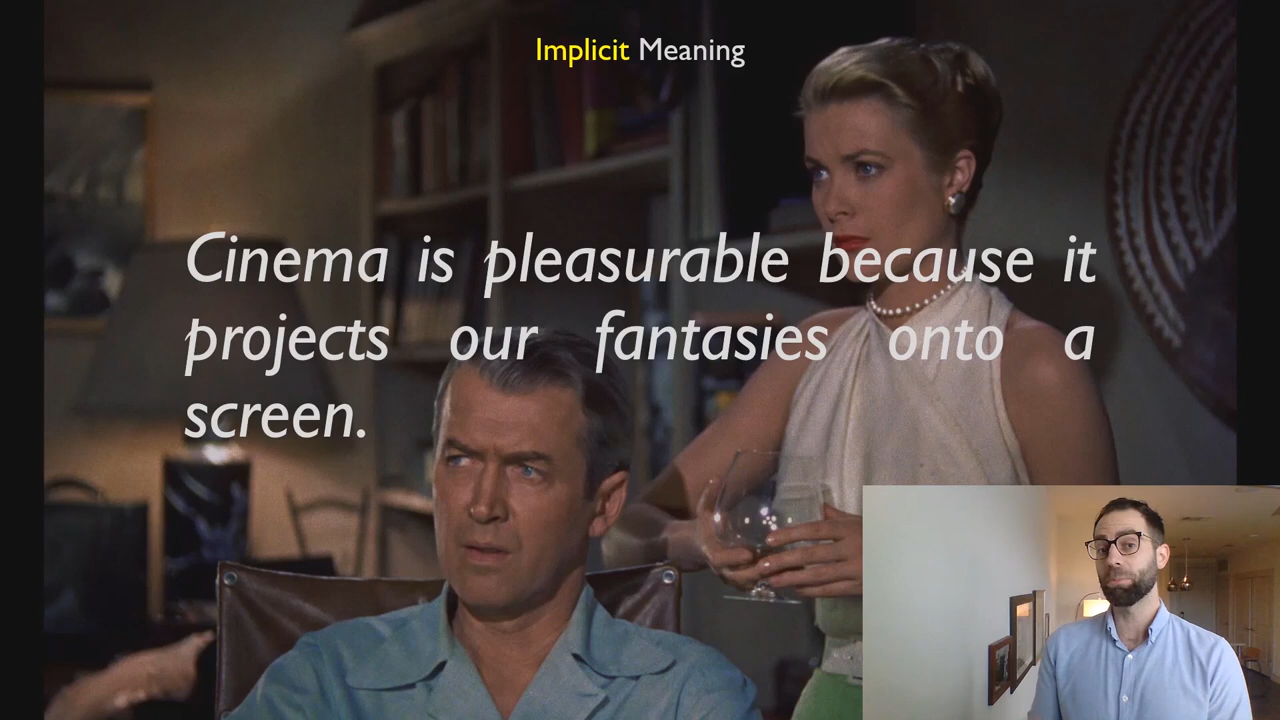 Implicit Meaning
Cinema is pleasurable because it
projects our fantasies onto a
screen.